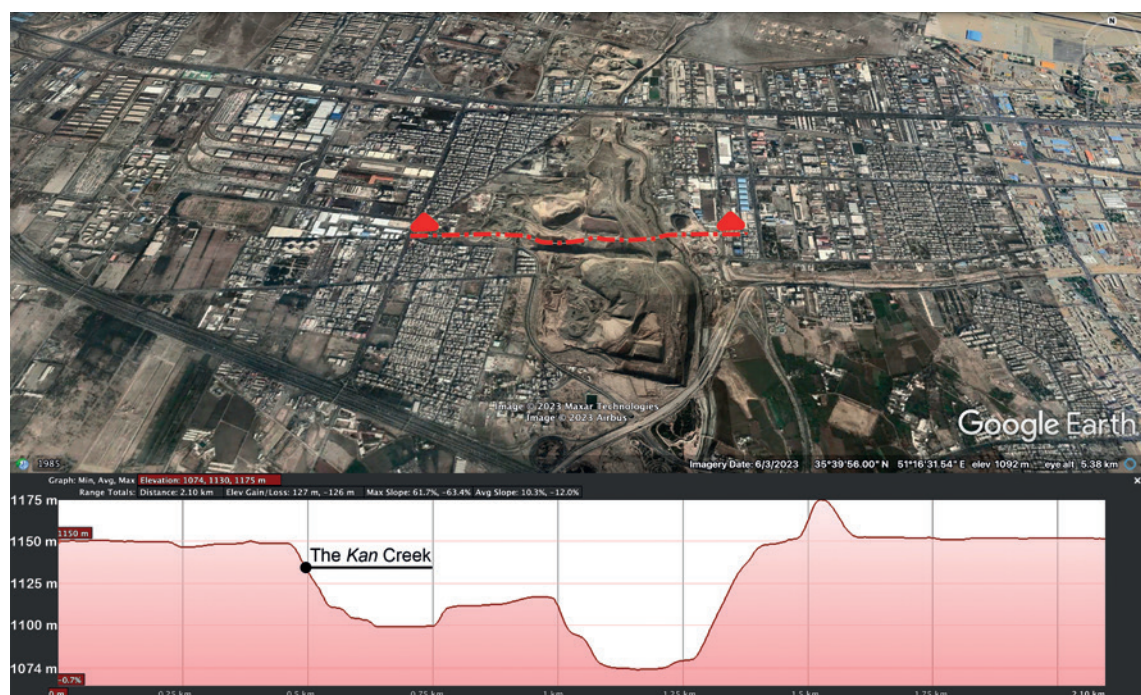 N
Image © 2023 Maxar Technologies
Image © 2023 Airbus
Google Earth
1985
Imagery Date: 6/3/2023 35°39'56.00" N 51°16'31.54" E elev 1092 m eye alt 5.38 km
Graph: Min, Avg, Max Elevation: 1074, 1130, 1175 m
Range Totals: Distance: 2.10 km Elev Gain/Loss: 127 m, -126 m Max Slope: 61.7%, -63.4% Avg Slope: 10.3%, -12.0%
1175 m
1150 m
1150 m
The Kan Creek
1125 m
1100 m
1074 m
-0.7%
0 m 0.25 km 0.5 km 0.75 km 1 km 1.25 km 1.5 km 1.75 km 2.10 km